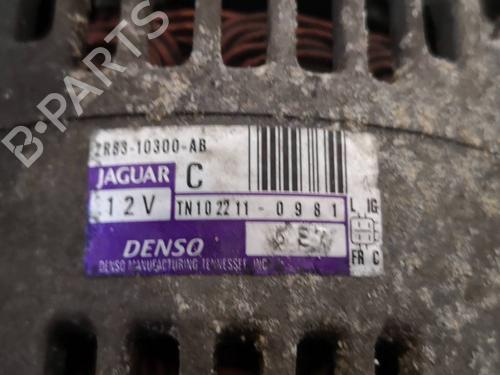 2R83-10300-AB
JAGUAR C
12V TN102211-0981 L IG
DENSO FR C
DENSO MANUFACTURING TENNESSEE, INC.
B-PARTS